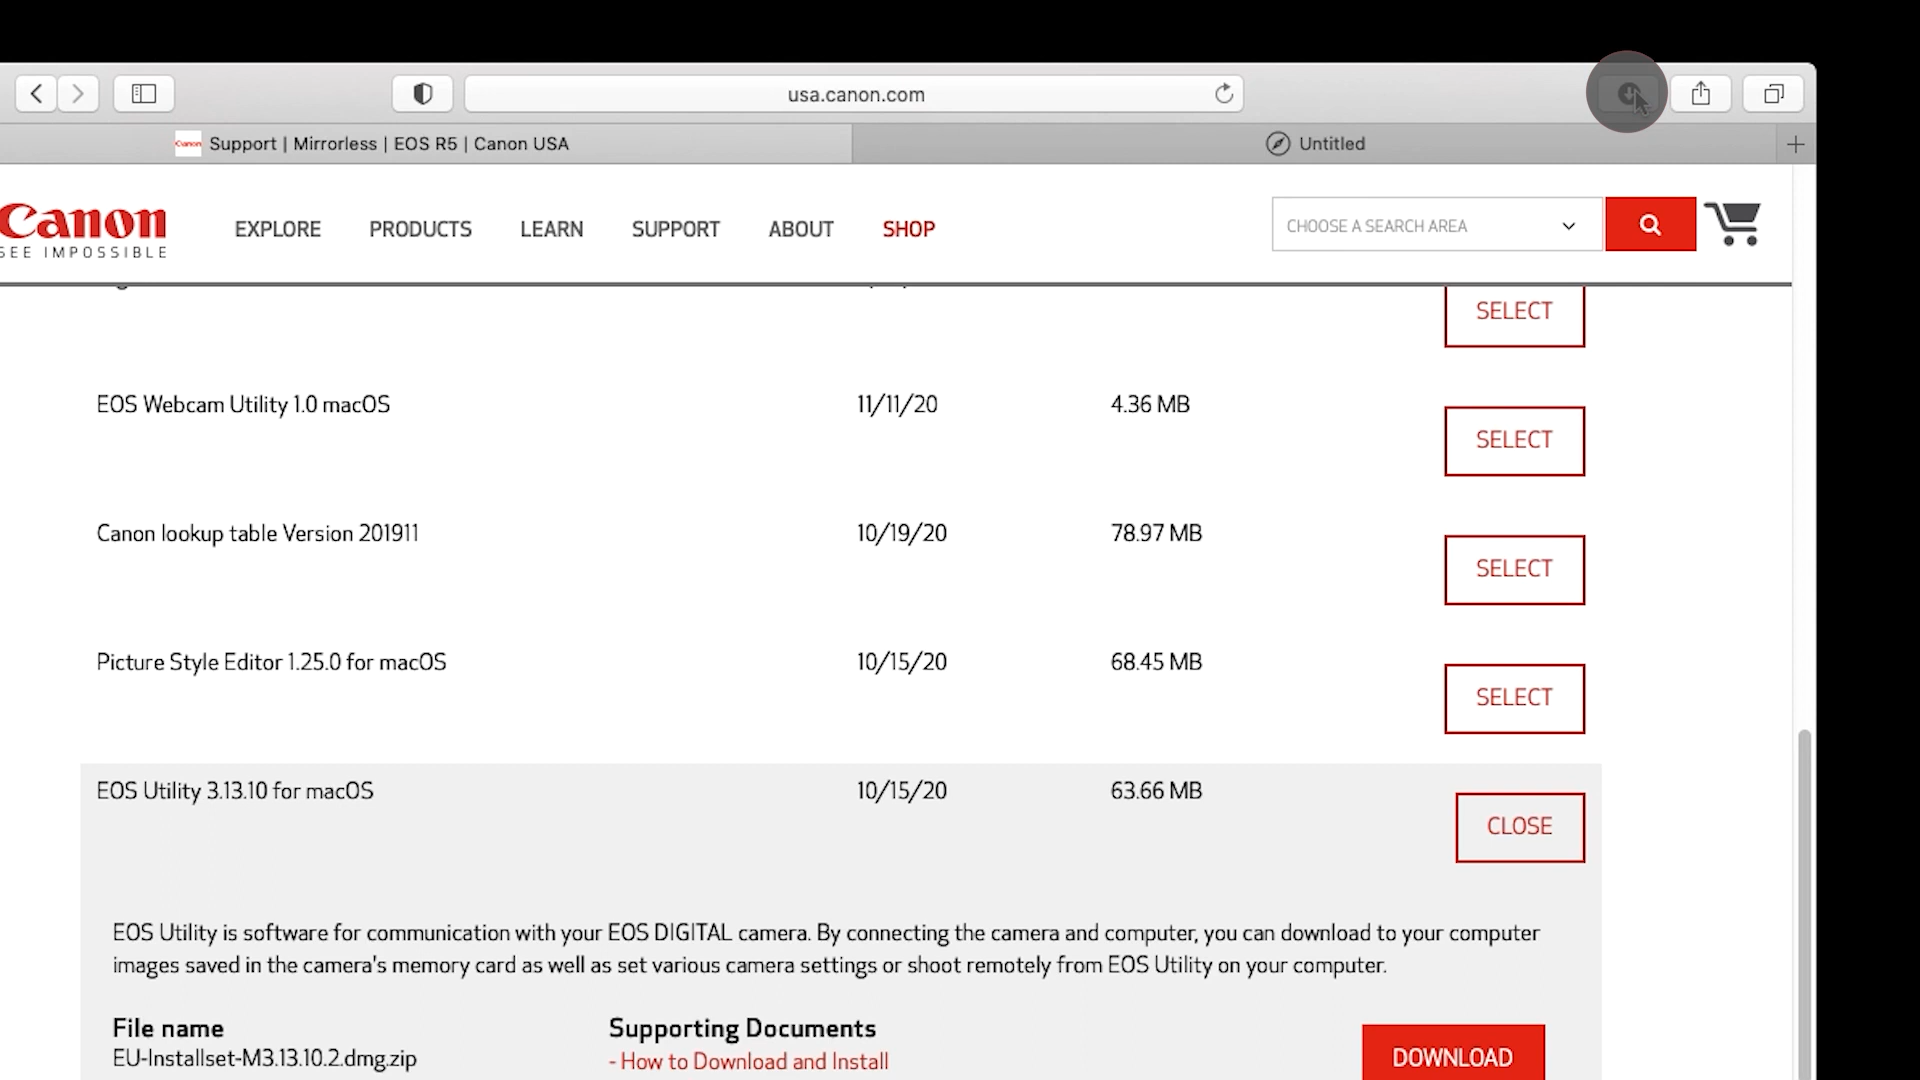 usa.canon.com
Canon
Support | Mirrorless | EOS R5 | Canon USA
Untitled
Canon
SEE IMPOSSIBLE
EXPLORE
PRODUCTS
LEARN
SUPPORT
ABOUT
SHOP
CHOOSE A SEARCH AREA
SELECT
EOS Webcam Utility 1.0 macOS
11/11/20
4.36 MB
SELECT
Canon lookup table Version 201911
10/19/20
78.97 MB
SELECT
Picture Style Editor 1.25.0 for macOS
10/15/20
68.45 MB
SELECT
EOS Utility 3.13.10 for macOS
10/15/20
63.66 MB
CLOSE
EOS Utility is software for communication with your EOS DIGITAL camera. By connecting the camera and computer, you can download to your computer
images saved in the camera's memory card as well as set various camera settings or shoot remotely from EOS Utility on your computer.
File name
EU-Installset-M3.13.10.2.dmg.zip
Supporting Documents
- How to Download and Install
DOWNLOAD